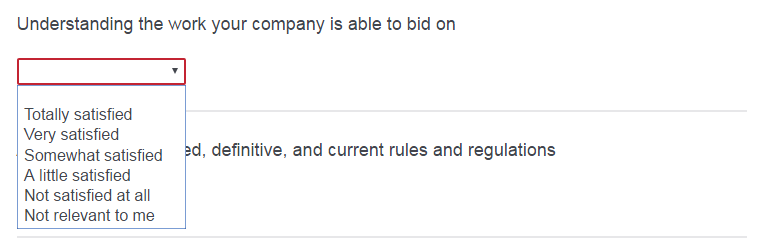 Understanding the work your company is able to bid on
Totally satisfied
Very satisfied
Somewhat satisfied
A little satisfied
Not satisfied at all
Not relevant to me
definitive, and current rules and regulations